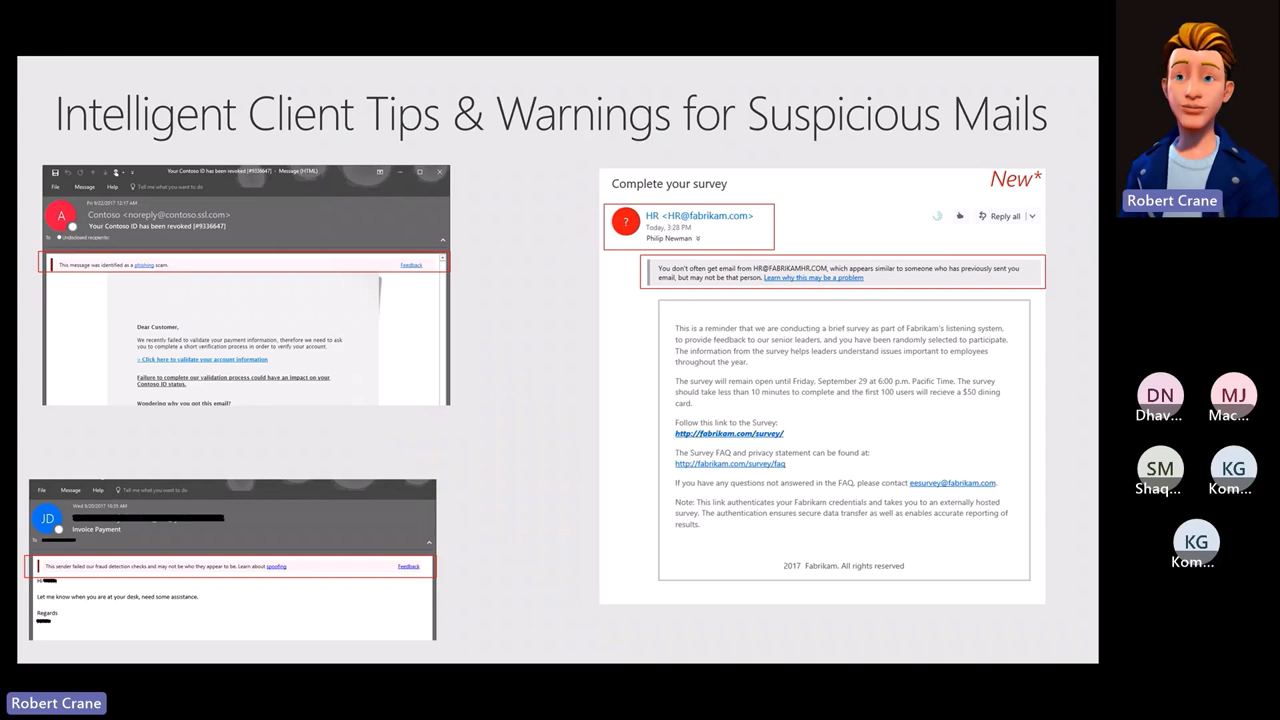 Intelligent Client Tips & Warnings for Suspicious Mails
Your Contoso ID has been revoked [#9336647] - Message (HTML)
File Message Help Tell me what you want to do
Fri 9/22/2017 12:17 AM
A
Contoso <noreply@contoso.ssl.com>
Your Contoso ID has been revoked [#9336647]
To Undisclosed recipients:
This message was identified as a phishing scam. Feedback
Dear Customer,
We recently failed to validate your payment information, therefore we need to ask
you to complete a short verification process in order to verify your account.
> Click here to validate your account information
Failure to complete our validation process could have an impact on your
Contoso ID status.
Wondering why you got this email?
File Message Help Tell me what you want to do
Wed 9/20/2017 10:35 AM
JD
Invoice Payment
To
This sender failed our fraud detection checks and may not be who they appear to be. Learn about spoofing Feedback
Hi
Let me know when you are at your desk, need some assistance.
Regards
New*
Complete your survey
?
HR <HR@fabrikam.com>
Today, 3:28 PM
Philip Newman
Reply all
You don't often get email from HR@FABRIKAMHR.COM, which appears similar to someone who has previously sent you
email, but may not be that person. Learn why this may be a problem
This is a reminder that we are conducting a brief survey as part of Fabrikam's listening system,
to provide feedback to our senior leaders, and you have been randomly selected to participate.
The information from the survey helps leaders understand issues important to employees
throughout the year.
The survey will remain open until Friday, September 29 at 6:00 p.m. Pacific Time. The survey
should take less than 10 minutes to complete and the first 100 users will recieve a $50 dining
card.
Follow this link to the Survey:
http://fabrikam.com/survey/
The Survey FAQ and privacy statement can be found at:
http://fabrikam.com/survey/faq
If you have any questions not answered in the FAQ, please contact eesurvey@fabrikam.com.
Note: This link authenticates your Fabrikam credentials and takes you to an externally hosted
survey. The authentication ensures secure data transfer as well as enables accurate reporting of
results.
2017 Fabrikam. All rights reserved
Robert Crane
DN
Dhav...
MJ
Mac...
SM
Shaq...
KG
Kom...
KG
Kom...
Robert Crane